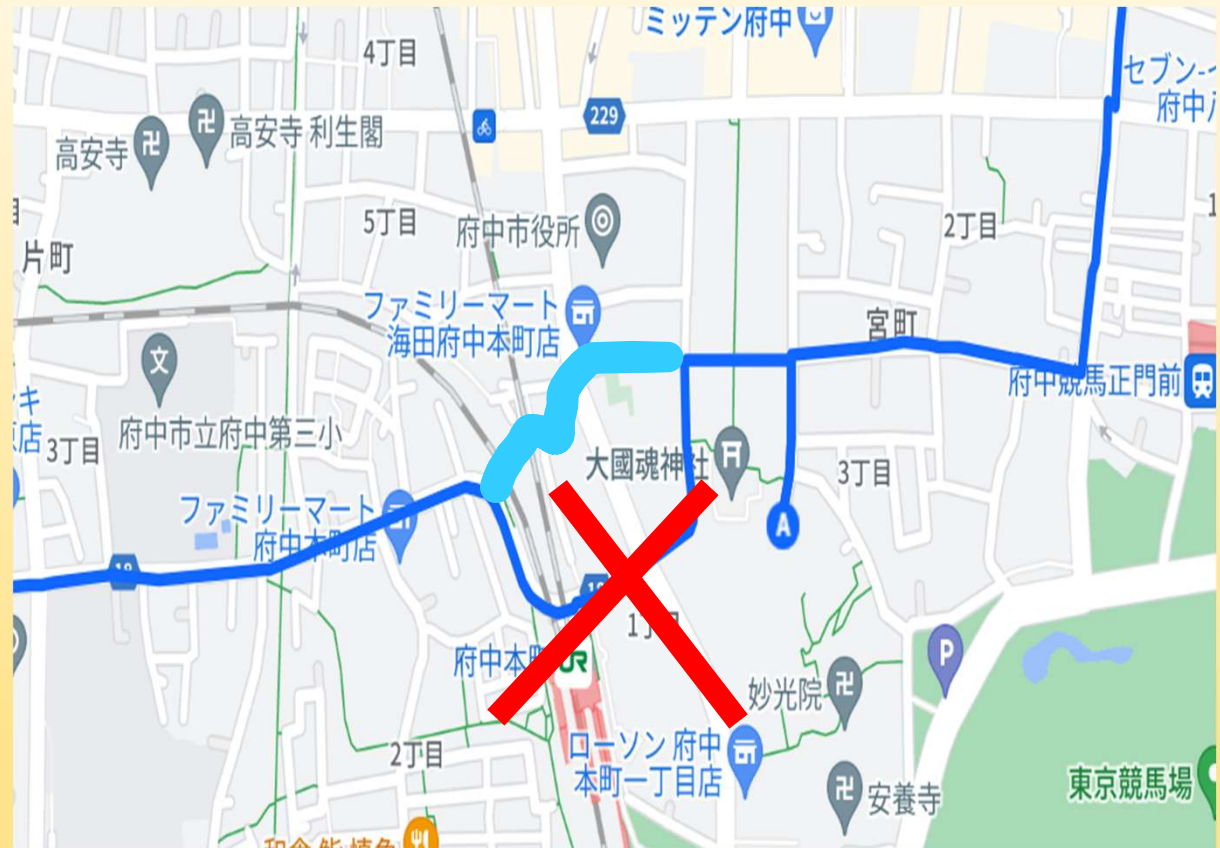 ミッテン府中
4丁目
セブン-イ
府中八
229
高安寺 利生閣
高安寺
5丁目
府中市役所
2丁目
片町
ファミリーマート
海田府中本町店
宮町
府中競馬正門前
文
キ
店
3丁目
府中市立府中第三小
大國魂神社
3丁目
A
ファミリーマート
府中本町店
18
1丁目
府中本町
JR
P
妙光院
2丁目
ローソン 府中
本町一丁目店
安養寺
東京競馬場